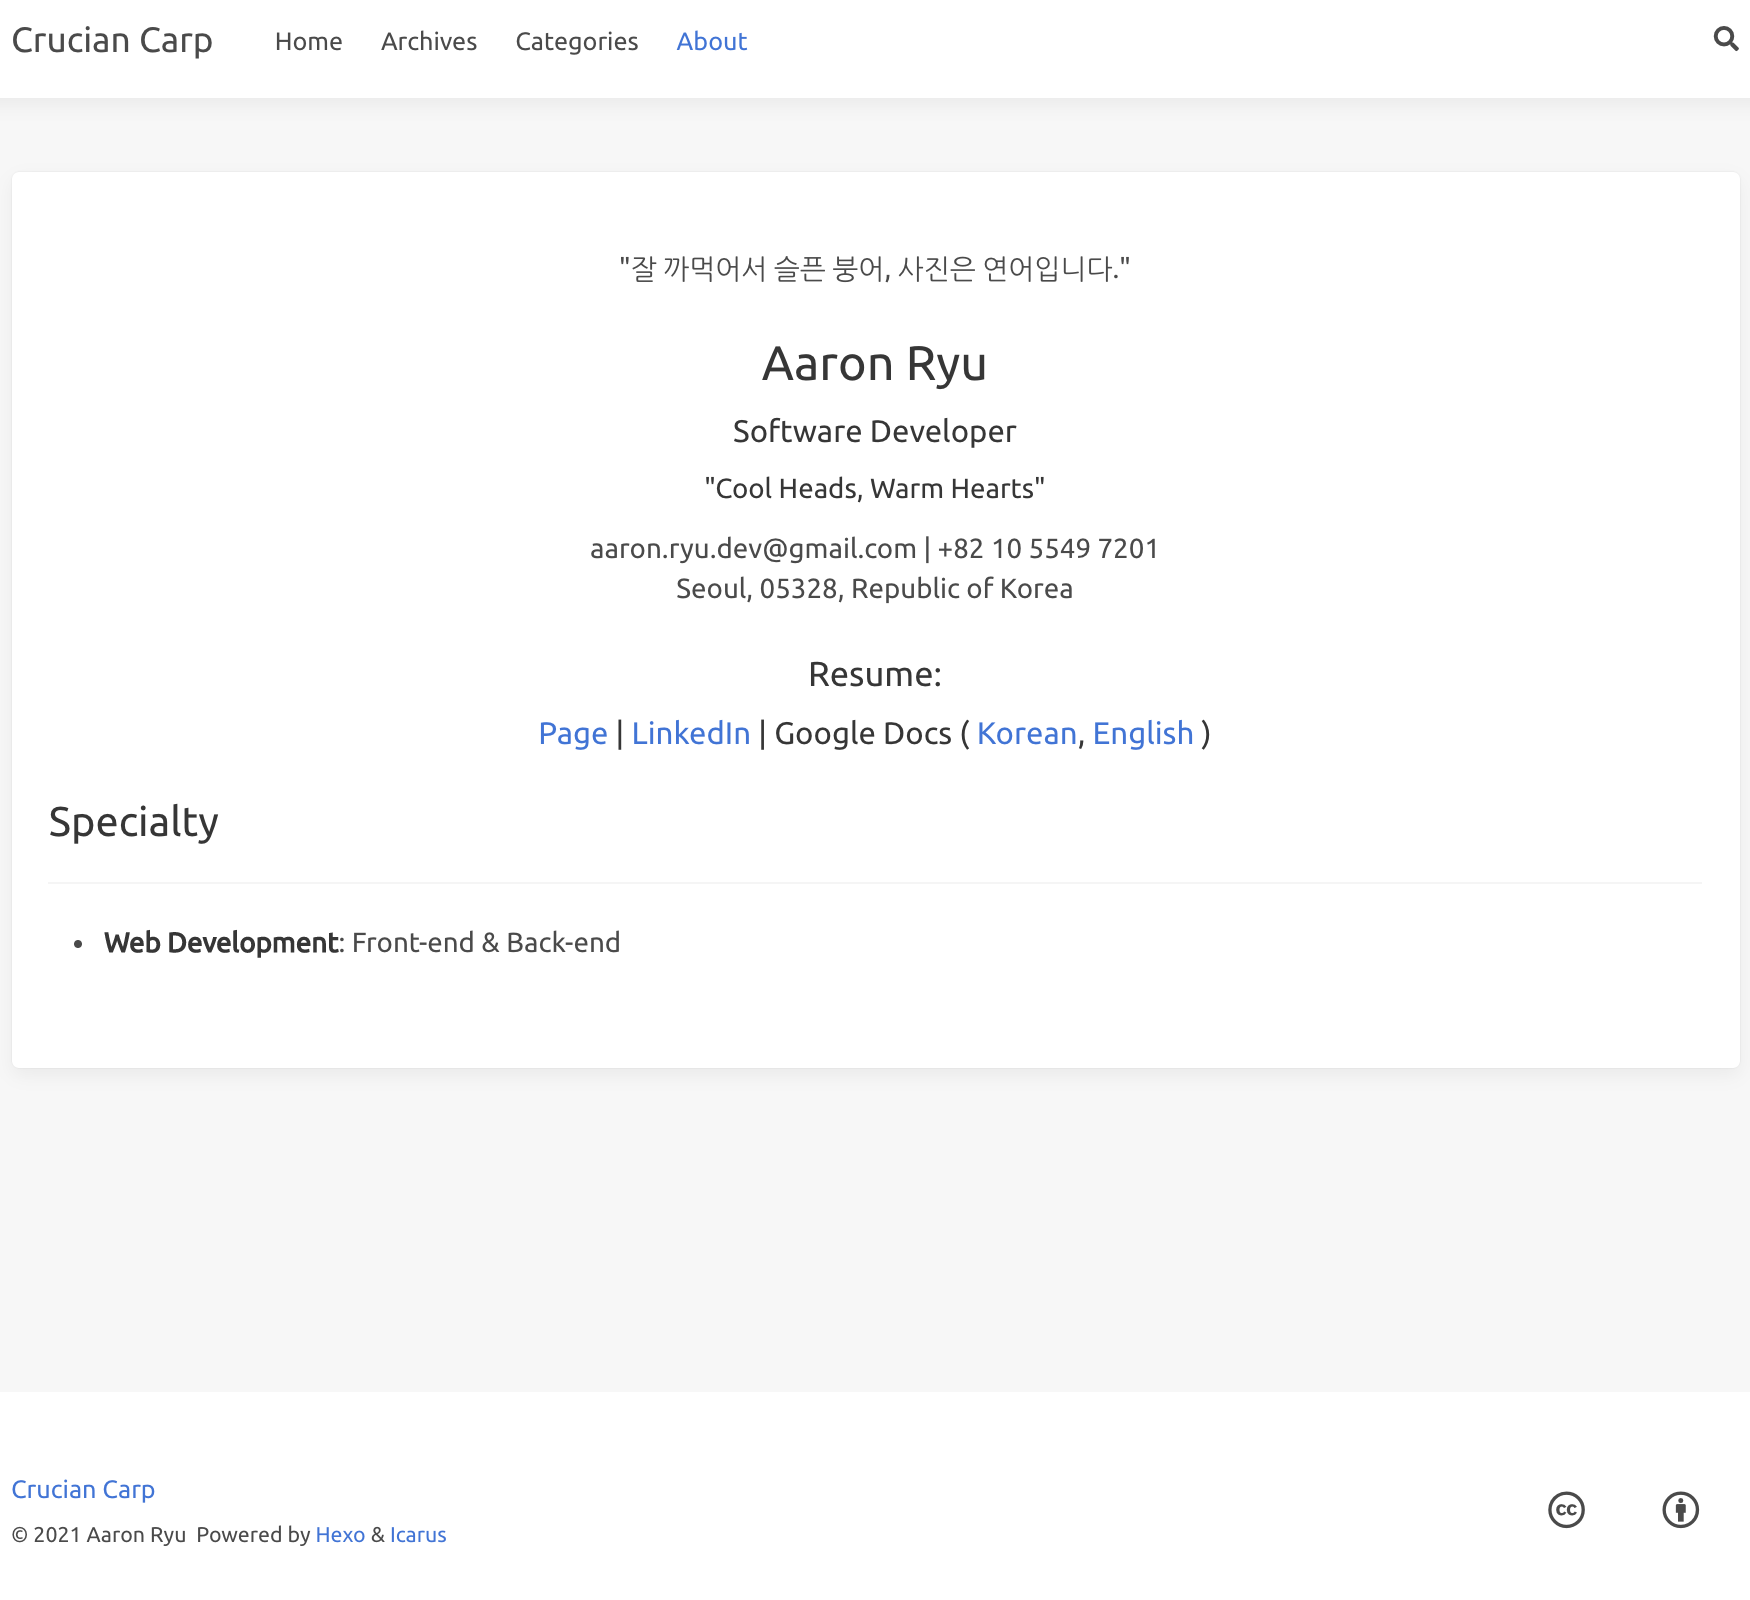 Crucian Carp Home Archives Categories About
"잘 까먹어서 슬픈 붕어, 사진은 연어입니다."
Aaron Ryu
Software Developer
"Cool Heads, Warm Hearts"
aaron.ryu.dev@gmail.com | +82 10 5549 7201
Seoul, 05328, Republic of Korea
Resume:
Page | LinkedIn | Google Docs ( Korean, English )
Specialty
• Web Development: Front-end & Back-end
Crucian Carp
© 2021 Aaron Ryu  Powered by Hexo & Icarus
cc